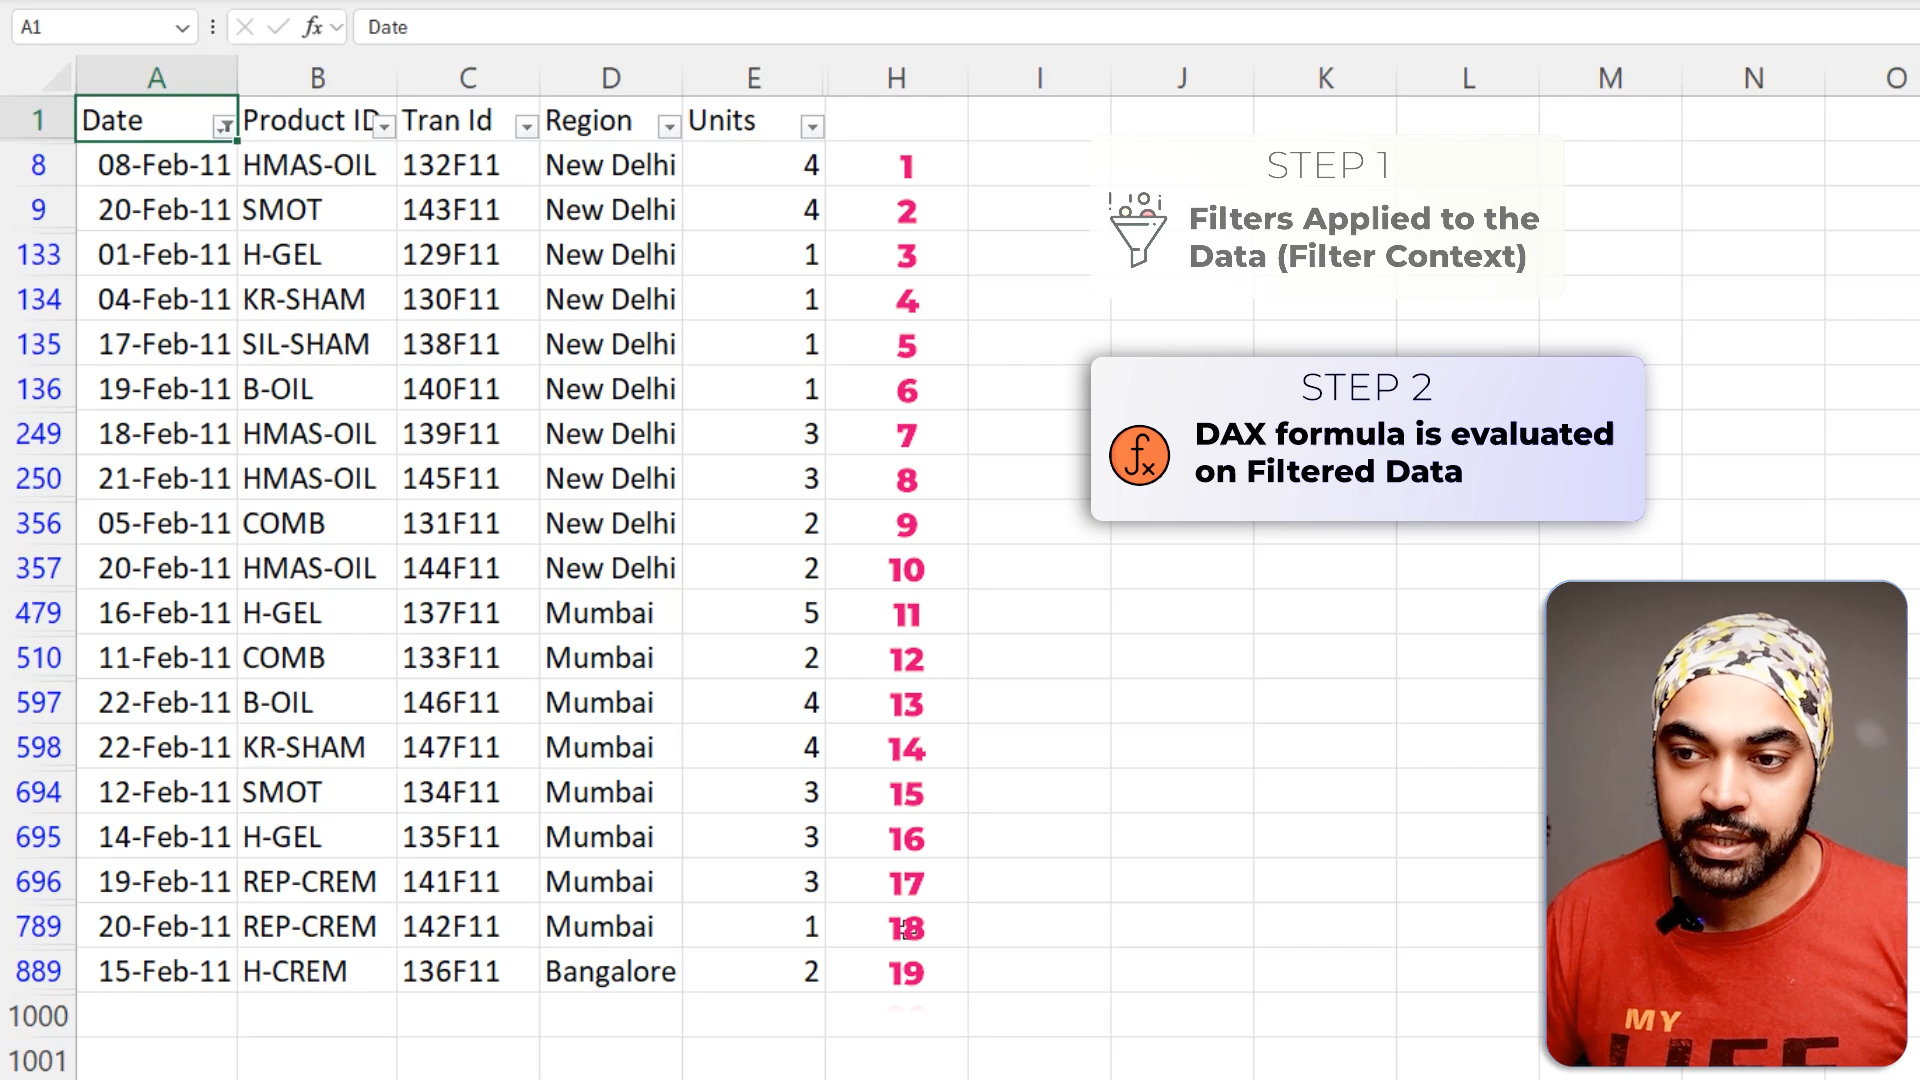 A1 fx Date
A B C D E H I J K L M N O
1 Date Product ID Tran Id Region Units
8 08-Feb-11 HMAS-OIL 132F11 New Delhi 4 1
9 20-Feb-11 SMOT 143F11 New Delhi 4 2
133 01-Feb-11 H-GEL 129F11 New Delhi 1 3
134 04-Feb-11 KR-SHAM 130F11 New Delhi 1 4
135 17-Feb-11 SIL-SHAM 138F11 New Delhi 1 5
136 19-Feb-11 B-OIL 140F11 New Delhi 1 6
249 18-Feb-11 HMAS-OIL 139F11 New Delhi 3 7
250 21-Feb-11 HMAS-OIL 145F11 New Delhi 3 8
356 05-Feb-11 COMB 131F11 New Delhi 2 9
357 20-Feb-11 HMAS-OIL 144F11 New Delhi 2 10
479 16-Feb-11 H-GEL 137F11 Mumbai 5 11
510 11-Feb-11 COMB 133F11 Mumbai 2 12
597 22-Feb-11 B-OIL 146F11 Mumbai 4 13
598 22-Feb-11 KR-SHAM 147F11 Mumbai 4 14
694 12-Feb-11 SMOT 134F11 Mumbai 3 15
695 14-Feb-11 H-GEL 135F11 Mumbai 3 16
696 19-Feb-11 REP-CREM 141F11 Mumbai 3 17
789 20-Feb-11 REP-CREM 142F11 Mumbai 1 18
889 15-Feb-11 H-CREM 136F11 Bangalore 2 19
1000
1001
STEP 1
Filters Applied to the
Data (Filter Context)
STEP 2
fx
DAX formula is evaluated
on Filtered Data
MY
LIFE